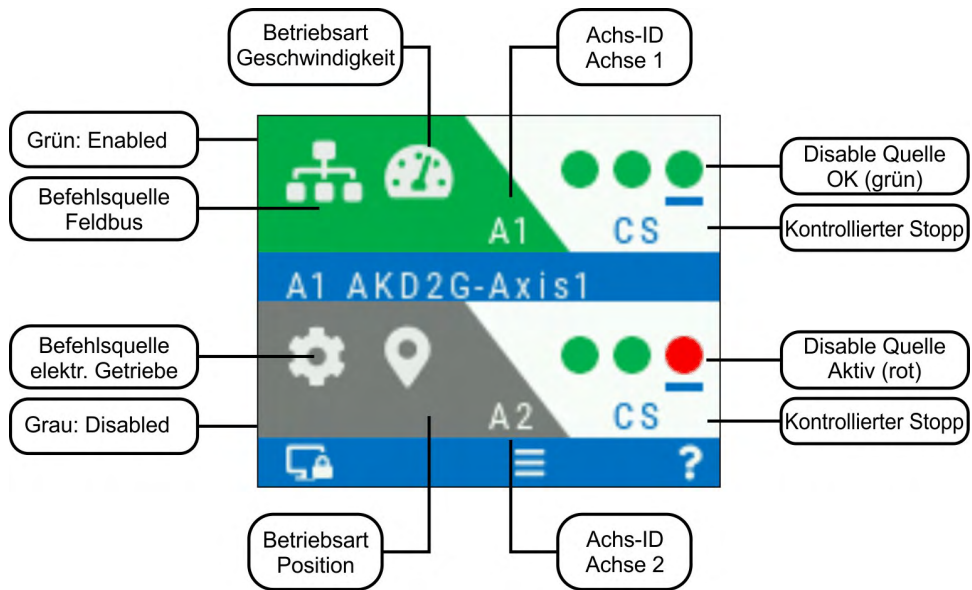 Betriebsart
Geschwindigkeit
Achs-ID
Achse 1
Grün: Enabled
Befehlsquelle
Feldbus
Disable Quelle
OK (grün)
Kontrollierter Stopp
A1
CS
A1 AKD2G-Axis1
Befehlsquelle
elektr. Getriebe
Grau: Disabled
Disable Quelle
Aktiv (rot)
Kontrollierter Stopp
A2
CS
?
Betriebsart
Position
Achs-ID
Achse 2